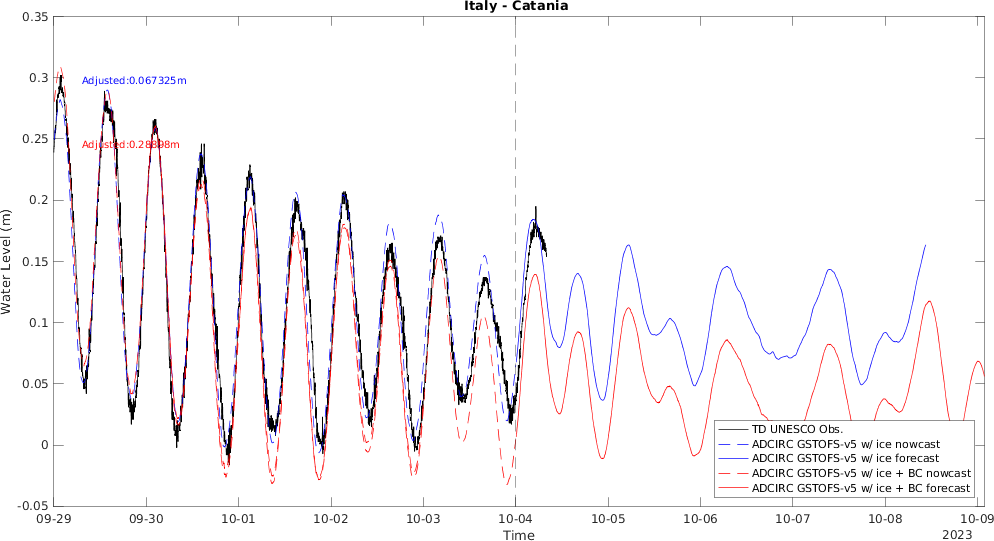 Italy - Catania
0.35
0.3
0.25
0.2
0.15
0.1
0.05
0
-0.05
Water Level (m)
Adjusted:0.067325m
Adjusted:0.28898m
TD UNESCO Obs.
ADCIRC GSTOFS-v5 w/ ice nowcast
ADCIRC GSTOFS-v5 w/ ice forecast
ADCIRC GSTOFS-v5 w/ ice + BC nowcast
ADCIRC GSTOFS-v5 w/ ice + BC forecast
09-29 09-30 10-01 10-02 10-03 10-04 10-05 10-06 10-07 10-08 10-09
Time
2023